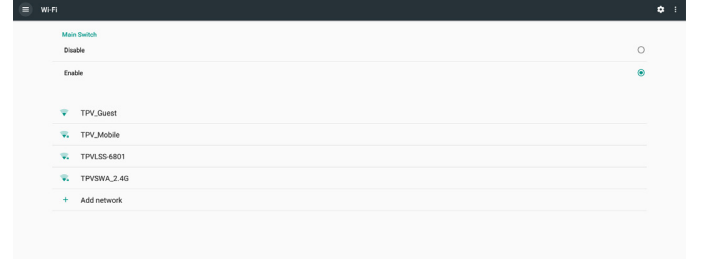 Wi-Fi
Main Switch
Disable
Enable
TPV_Guest
TPV_Mobile
TPVLSS-6801
TPVSWA_2.4G
Add network